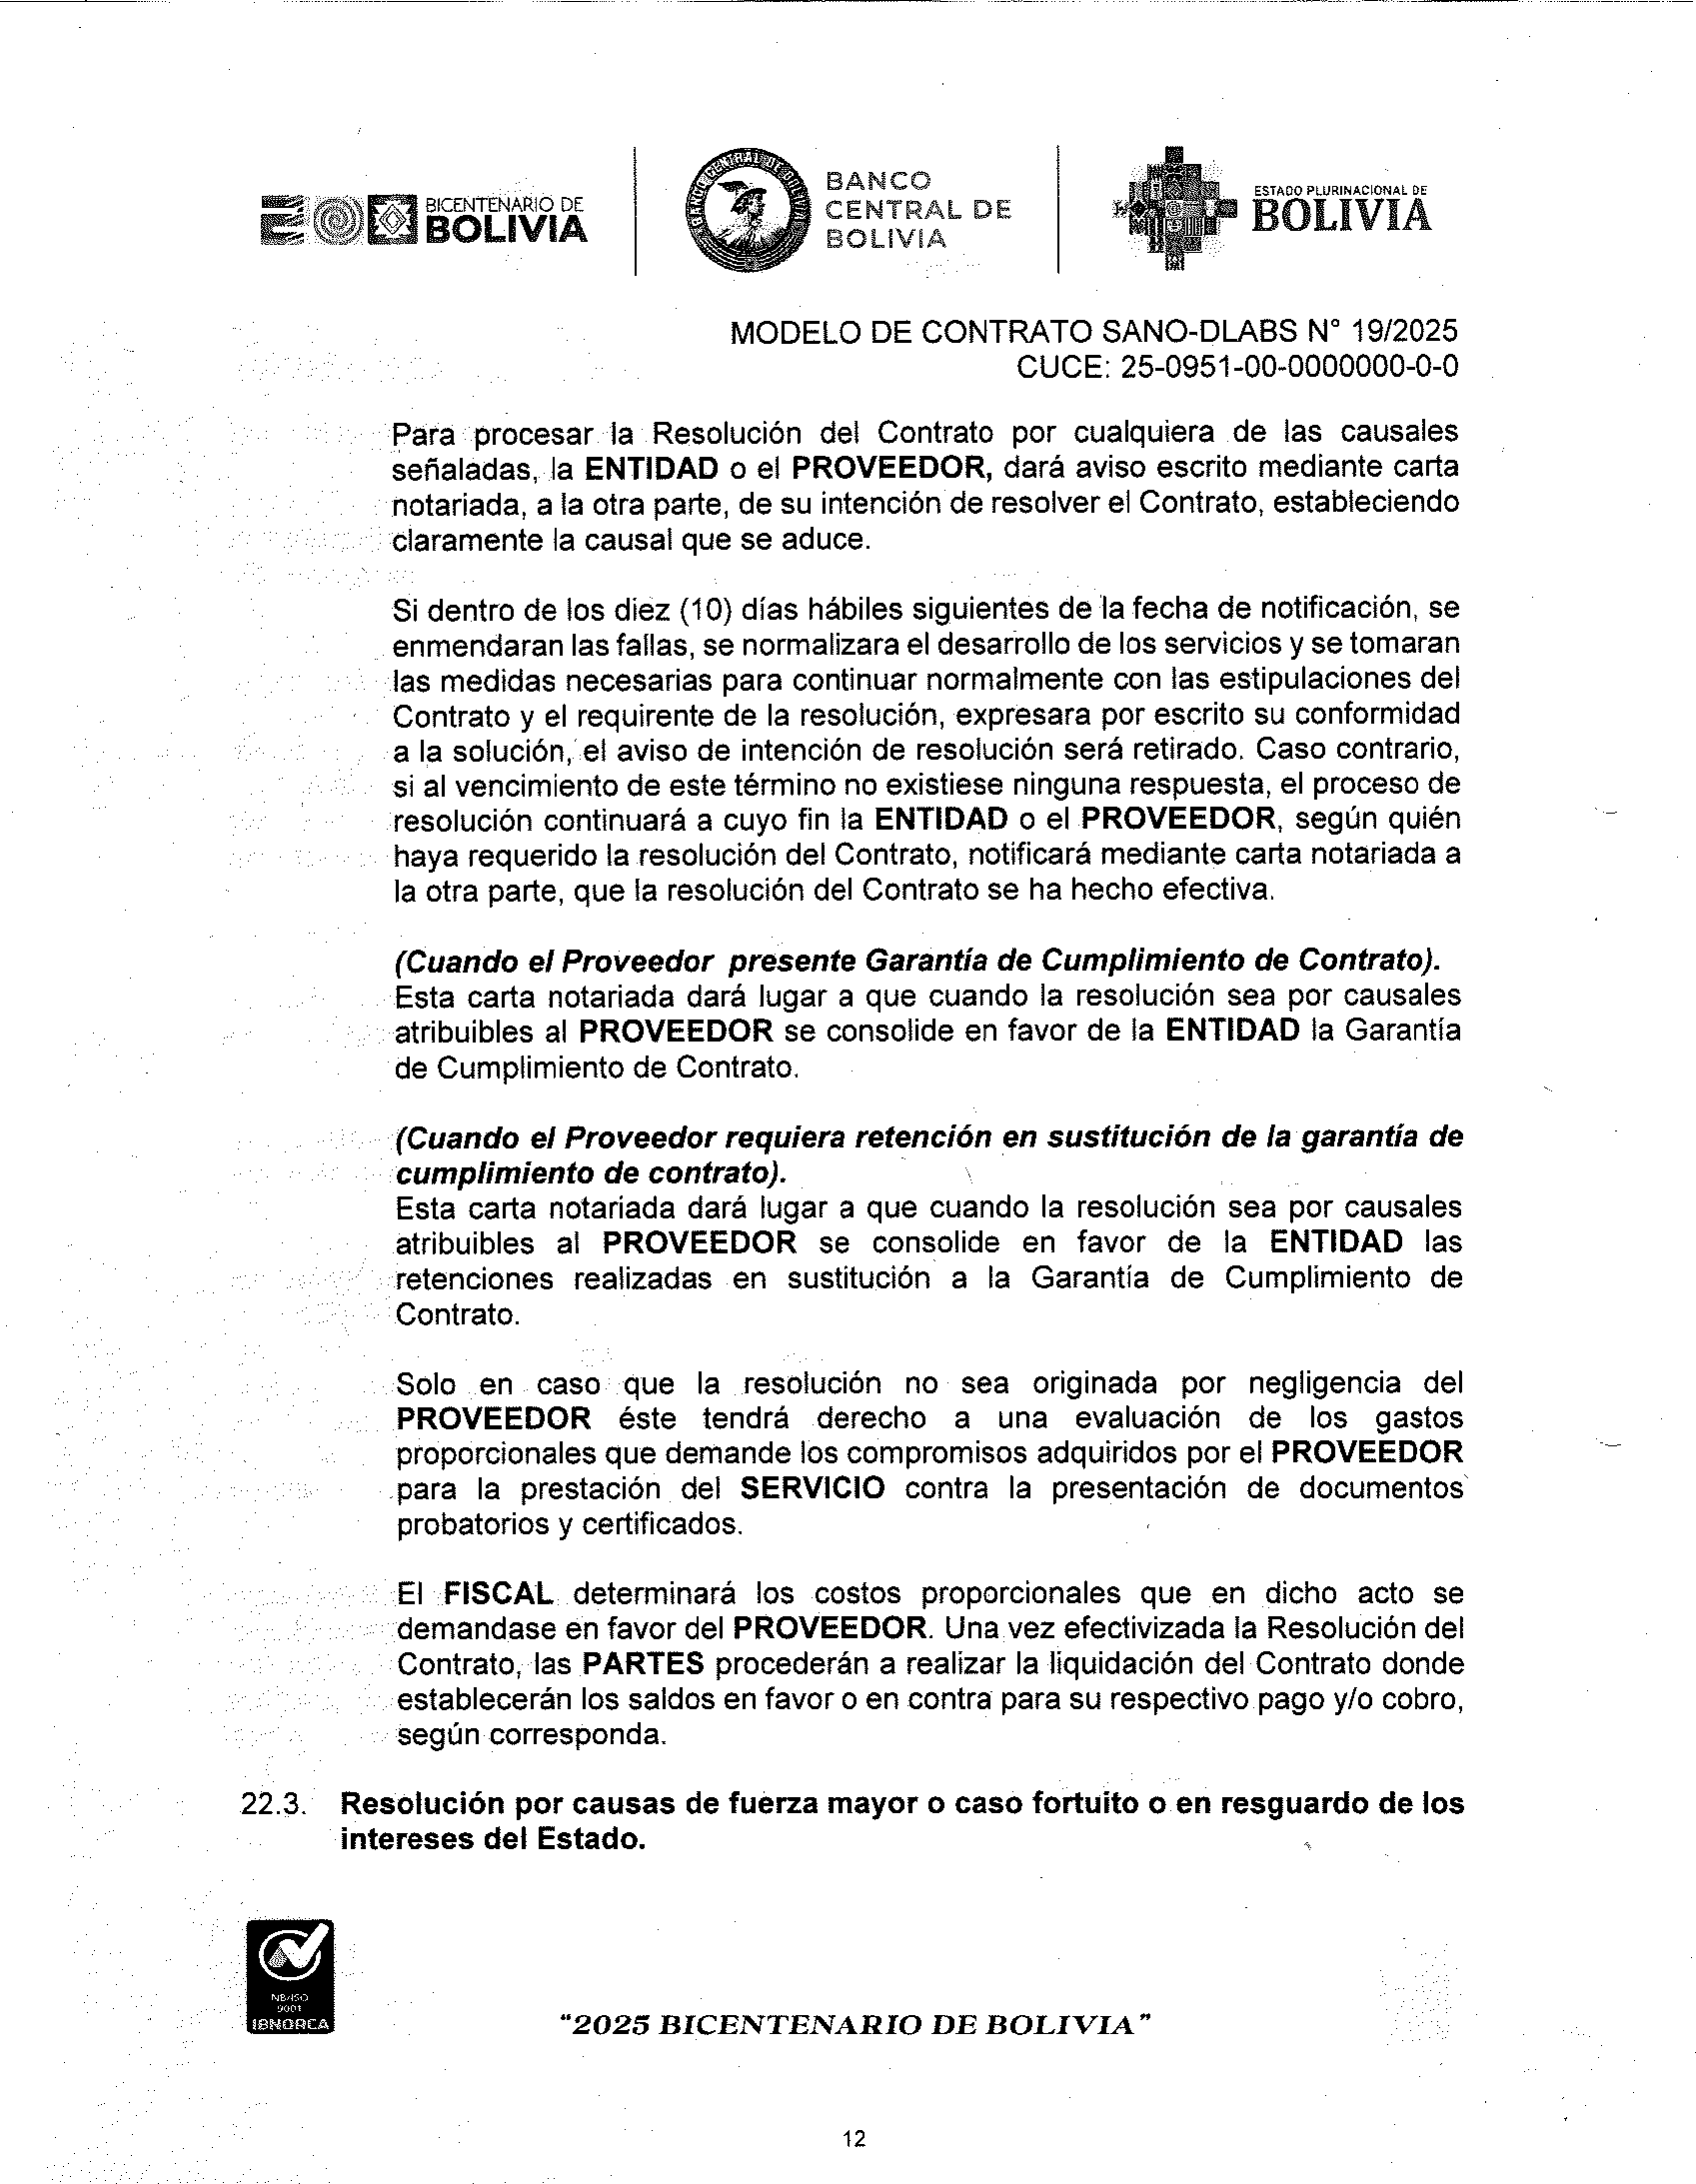 BICENTENARIO DE
BOLIVIA
BANCO CENTRAL DE BOLIVIA
BANCO
CENTRAL DE
BOLIVIA
ESTADO PLURINACIONAL DE
BOLIVIA
MODELO DE CONTRATO SANO-DLABS N° 19/2025
CUCE: 25-0951-00-0000000-0-0
Para procesar la Resolución del Contrato por cualquiera de las causales
señaladas, la ENTIDAD o el PROVEEDOR, dará aviso escrito mediante carta
notariada, a la otra parte, de su intención de resolver el Contrato, estableciendo
claramente la causal que se aduce.
Si dentro de los diez (10) días hábiles siguientes de la fecha de notificación, se
enmendaran las fallas, se normalizara el desarrollo de los servicios y se tomaran
las medidas necesarias para continuar normalmente con las estipulaciones del
Contrato y el requirente de la resolución, expresara por escrito su conformidad
a la solución, el aviso de intención de resolución será retirado. Caso contrario,
si al vencimiento de este término no existiese ninguna respuesta, el proceso de
resolución continuará a cuyo fin la ENTIDAD o el PROVEEDOR, según quién
haya requerido la resolución del Contrato, notificará mediante carta notariada a
la otra parte, que la resolución del Contrato se ha hecho efectiva.
(Cuando el Proveedor presente Garantía de Cumplimiento de Contrato).
Esta carta notariada dará lugar a que cuando la resolución sea por causales
atribuibles al PROVEEDOR se consolide en favor de la ENTIDAD la Garantía
de Cumplimiento de Contrato.
(Cuando el Proveedor requiera retención en sustitución de la garantía de
cumplimiento de contrato).
Esta carta notariada dará lugar a que cuando la resolución sea por causales
atribuibles al PROVEEDOR se consolide en favor de la ENTIDAD las
retenciones realizadas en sustitución a la Garantía de Cumplimiento de
Contrato.
Solo en caso que la resolución no sea originada por negligencia del
PROVEEDOR éste tendrá derecho a una evaluación de los gastos
proporcionales que demande los compromisos adquiridos por el PROVEEDOR
para la prestación del SERVICIO contra la presentación de documentos
probatorios y certificados.
El FISCAL determinará los costos proporcionales que en dicho acto se
demandase en favor del PROVEEDOR. Una vez efectivizada la Resolución del
Contrato, las PARTES procederán a realizar la liquidación del Contrato donde
establecerán los saldos en favor o en contra para su respectivo pago y/o cobro,
según corresponda.
22.3. Resolución por causas de fuerza mayor o caso fortuito o en resguardo de los
intereses del Estado.
NB/ISO
9001
IBNORCA
"2025 BICENTENARIO DE BOLIVIA"
12